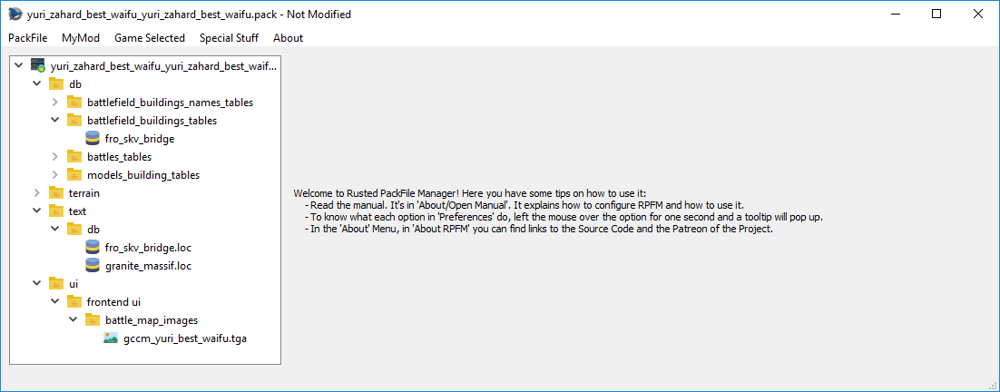 yuri_zahard_best_waifu_yuri_zahard_best_waifu.pack - Not Modified
PackFile MyMod Game Selected Special Stuff About
yuri_zahard_best_waifu_yuri_zahard_best_waif...
db
battlefield_buildings_names_tables
battlefield_buildings_tables
fro_skv_bridge
battles_tables
models_building_tables
terrain
text
db
fro_skv_bridge.loc
granite_massif.loc
ui
frontend ui
battle_map_images
gccm_yuri_best_waifu.tga
Welcome to Rusted PackFile Manager! Here you have some tips on how to use it:
- Read the manual. It's in 'About/Open Manual'. It explains how to configure RPFM and how to use it.
- To know what each option in 'Preferences' do, left the mouse over the option for one second and a tooltip will pop up.
- In the 'About' Menu, in 'About RPFM' you can find links to the Source Code and the Patreon of the Project.